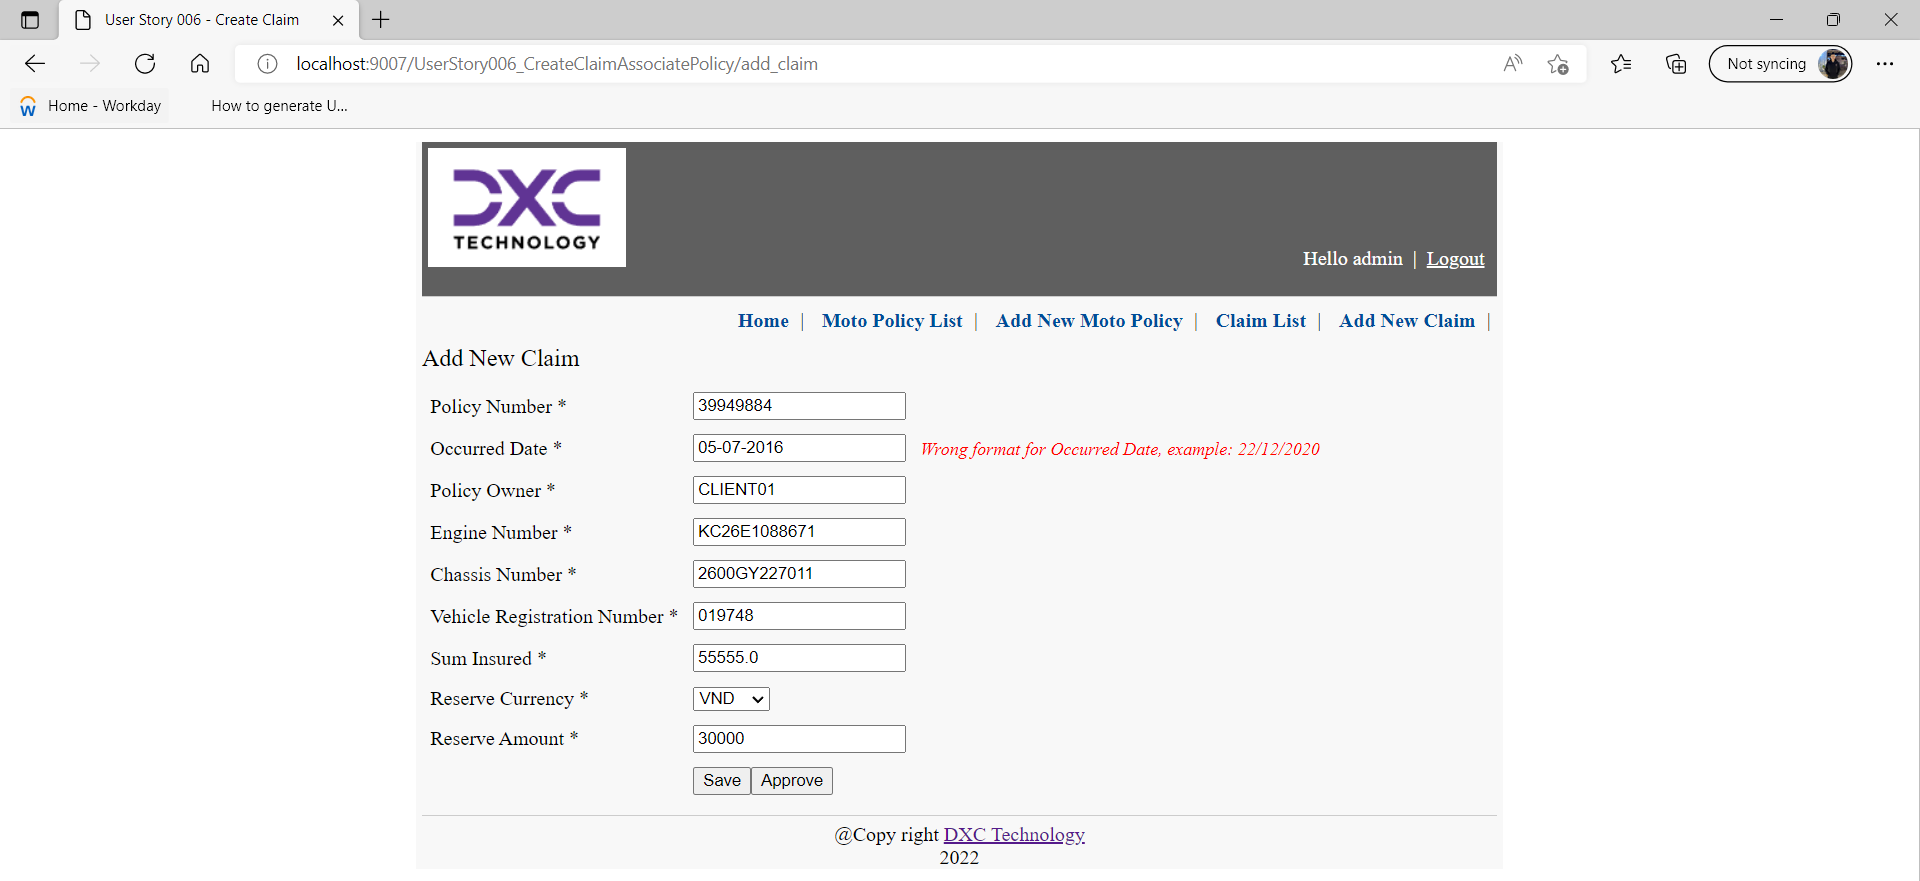 User Story 006 - Create Claim
localhost:9007/UserStory006_CreateClaimAssociatePolicy/add_claim
Not syncing
Home - Workday
How to generate U...
DXC
TECHNOLOGY
Hello admin | Logout
Home | Moto Policy List | Add New Moto Policy | Claim List | Add New Claim |
Add New Claim
Policy Number * 39949884
Occurred Date * 05-07-2016 Wrong format for Occurred Date, example: 22/12/2020
Policy Owner * CLIENT01
Engine Number * KC26E1088671
Chassis Number * 2600GY227011
Vehicle Registration Number * 019748
Sum Insured * 55555.0
Reserve Currency * VND
Reserve Amount * 30000
Save Approve
@Copy right DXC Technology
2022